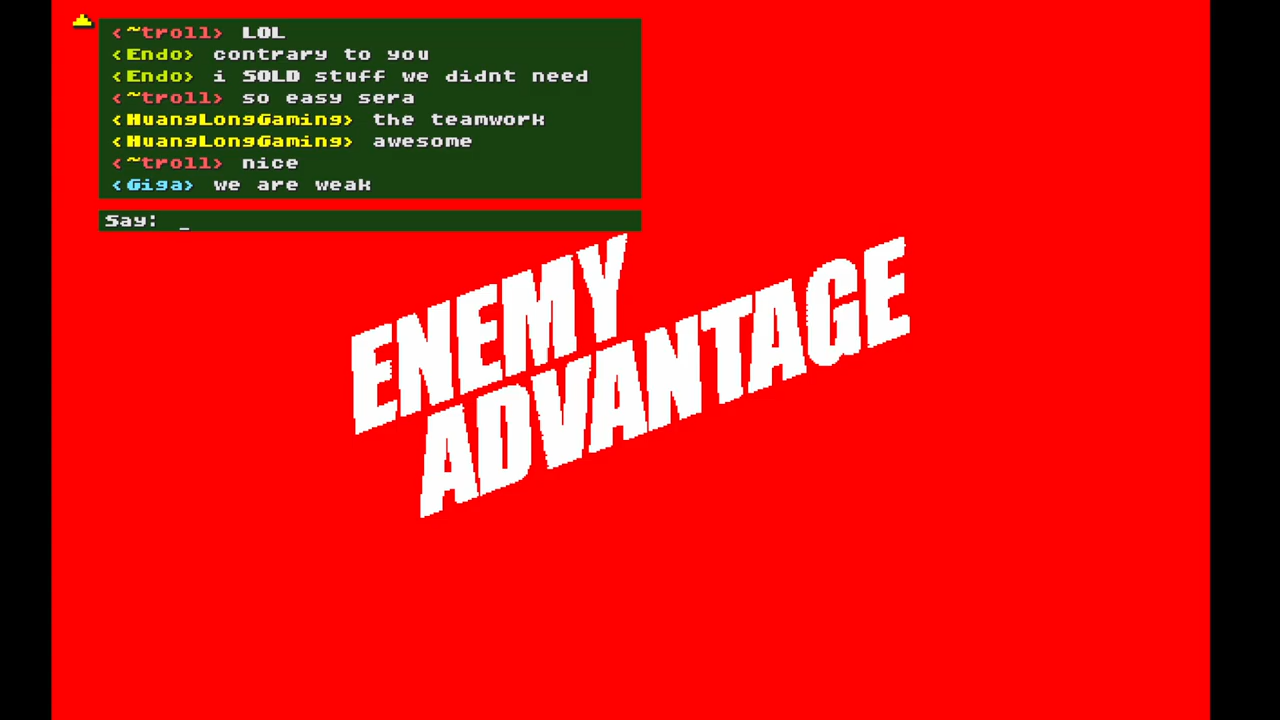 <~troll> LOL
<Endo> contrary to you
<Endo> i SOLD stuff we didnt need
<~troll> so easy sera
<HuangLongGaming> the teamwork
<HuangLongGaming> awesome
<~troll> nice
<Giga> we are weak
Say: _
ENEMY
ADVANTAGE